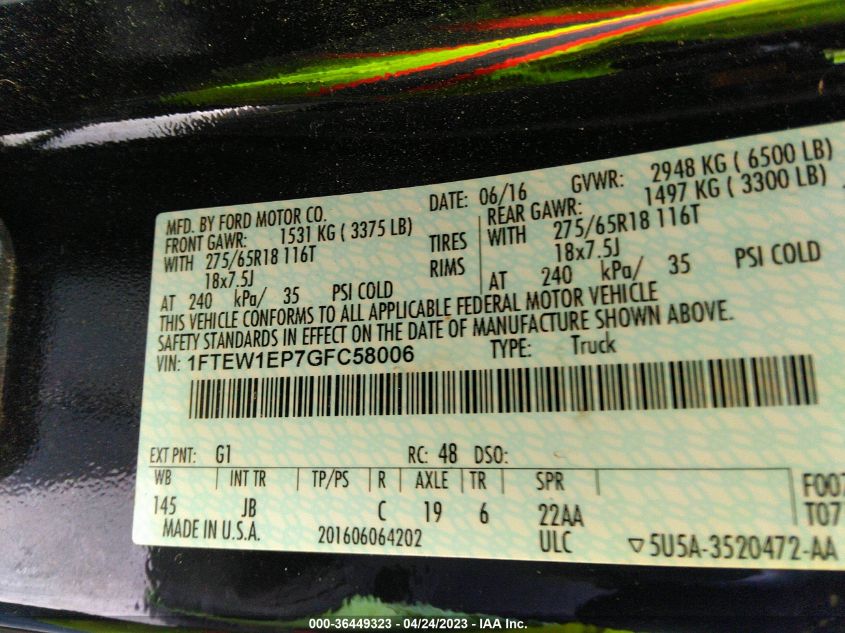 MFD. BY FORD MOTOR CO. DATE: 06/16 GVWR: 2948 KG ( 6500 LB)
FRONT GAWR: 1531 KG ( 3375 LB) REAR GAWR: 1497 KG ( 3300 LB)
WITH 275/65R18 116T TIRES WITH 275/65R18 116T
18x7.5J RIMS 18x7.5J
AT 240 kPa/ 35 PSI COLD AT 240 kPa/ 35 PSI COLD
THIS VEHICLE CONFORMS TO ALL APPLICABLE FEDERAL MOTOR VEHICLE
SAFETY STANDARDS IN EFFECT ON THE DATE OF MANUFACTURE SHOWN ABOVE.
VIN: 1FTEW1EP7GFC58006 TYPE: Truck
EXT PNT: G1 RC: 48 DSO:
WB INT TR TP/PS R AXLE TR SPR
145 JB C 19 6 22AA
F007
T07
MADE IN U.S.A. 201606064202 ULC ▽5U5A-3520472-AA
000-36449323 - 04/24/2023 - IAA Inc.